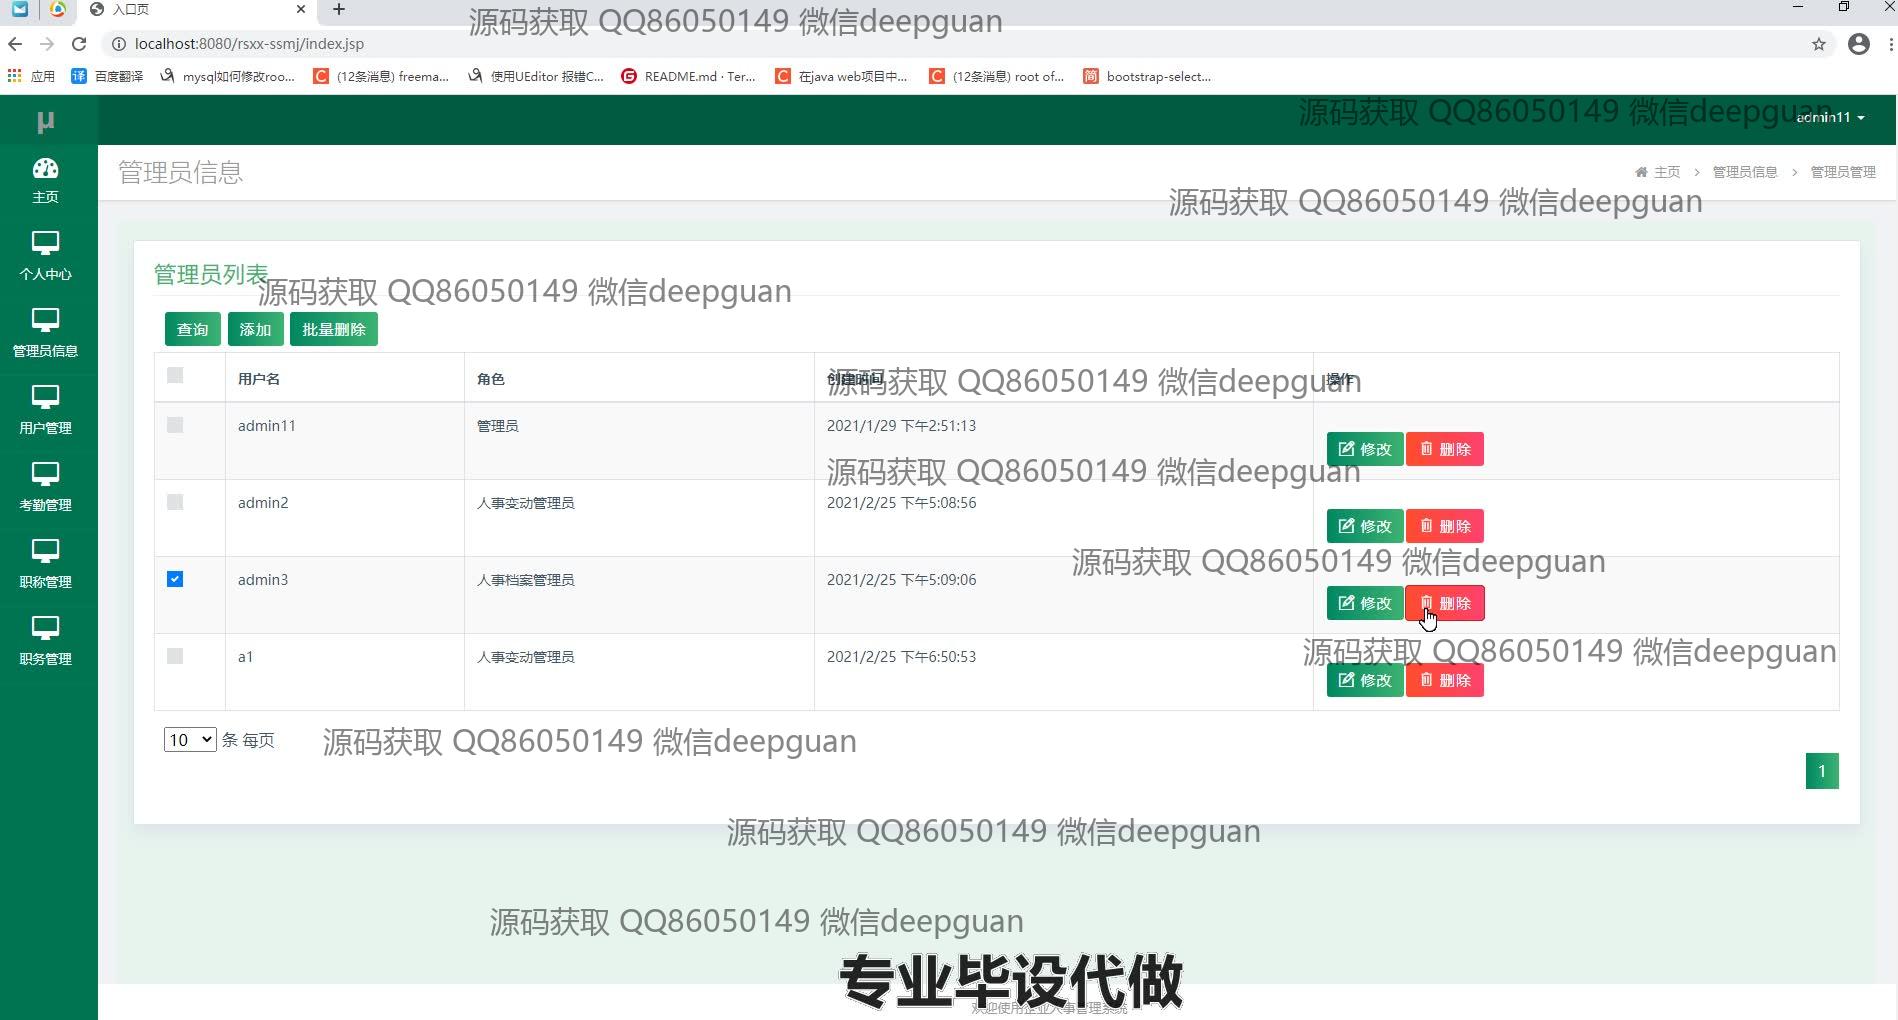 入口页
源码获取 QQ86050149 微信deepguan
localhost:8080/rsxx-ssmj/index.jsp
应用 百度翻译 mysql如何修改roo... (12条消息) freema... 使用UEditor 报错C... README.md · Ter... 在java web项目中... (12条消息) root of... bootstrap-select...
μ
源码获取 QQ86050149 微信deepguan
admin11
主页
管理员信息
主页 > 管理员信息 > 管理员管理
源码获取 QQ86050149 微信deepguan
个人中心
管理员列表
源码获取 QQ86050149 微信deepguan
查询 添加 批量删除
管理员信息
用户名 角色 创建时间 操作
源码获取 QQ86050149 微信deepguan
用户管理
admin11 管理员 2021/1/29 下午2:51:13 修改 删除
源码获取 QQ86050149 微信deepguan
考勤管理
admin2 人事变动管理员 2021/2/25 下午5:08:56 修改 删除
源码获取 QQ86050149 微信deepguan
职称管理
admin3 人事档案管理员 2021/2/25 下午5:09:06 修改 删除
源码获取 QQ86050149 微信deepguan
职务管理
a1 人事变动管理员 2021/2/25 下午6:50:53 修改 删除
10 条 每页
源码获取 QQ86050149 微信deepguan
1
源码获取 QQ86050149 微信deepguan
源码获取 QQ86050149 微信deepguan
专业毕设代做
欢迎使用企业人事管理系统